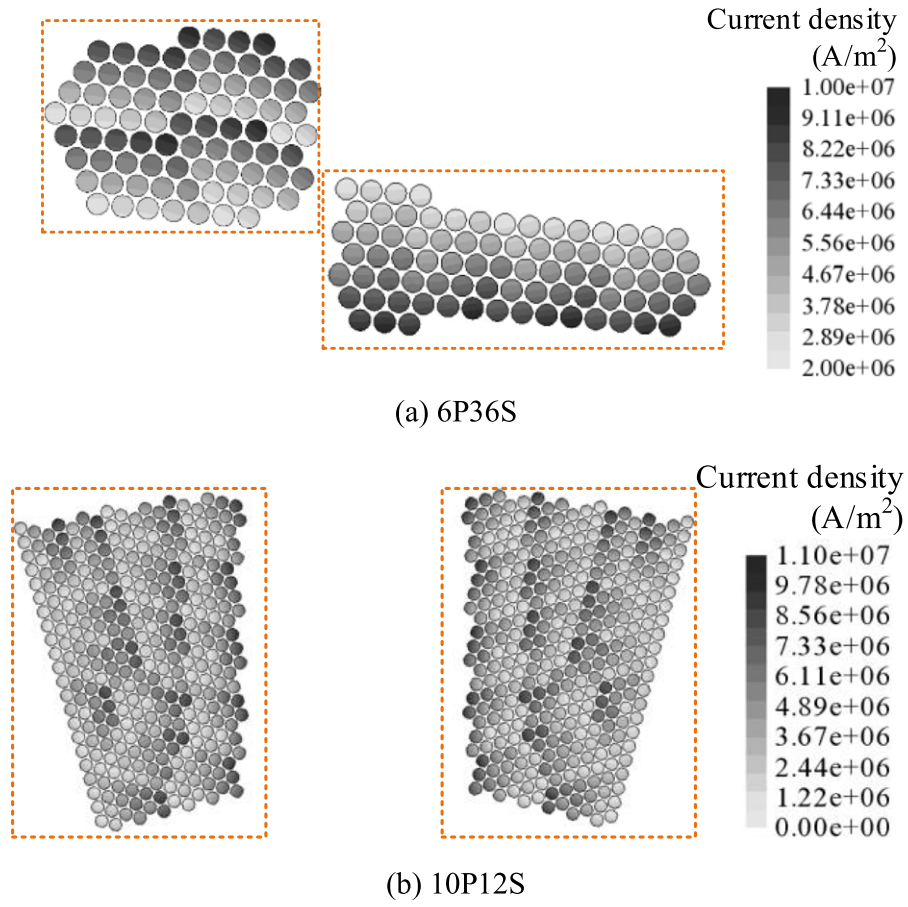 Current density
(A/m²)
1.00e+07
9.11e+06
8.22e+06
7.33e+06
6.44e+06
5.56e+06
4.67e+06
3.78e+06
2.89e+06
2.00e+06
(a) 6P36S
Current density
(A/m²)
1.10e+07
9.78e+06
8.56e+06
7.33e+06
6.11e+06
4.89e+06
3.67e+06
2.44e+06
1.22e+06
0.00e+00
(b) 10P12S